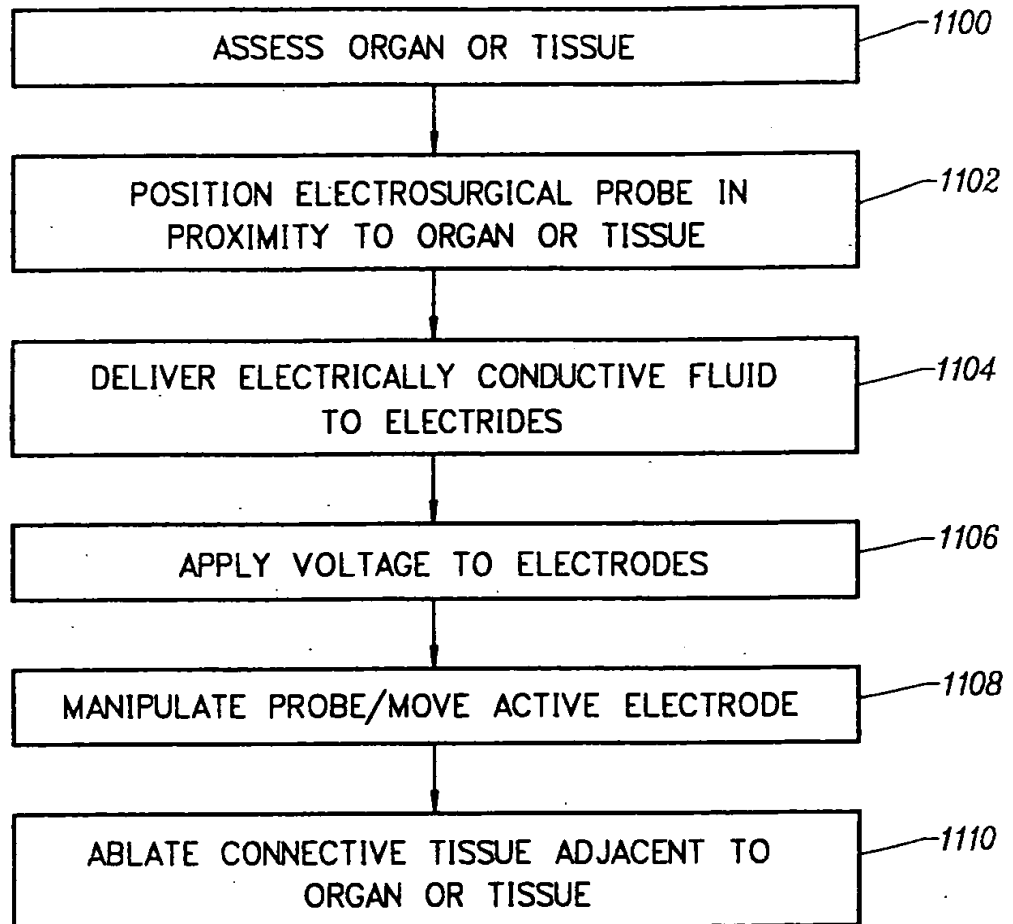 ASSESS ORGAN OR TISSUE
1100
POSITION ELECTROSURGICAL PROBE IN
PROXIMITY TO ORGAN OR TISSUE
1102
DELIVER ELECTRICALLY CONDUCTIVE FLUID
TO ELECTRIDES
1104
APPLY VOLTAGE TO ELECTRODES
1106
MANIPULATE PROBE/MOVE ACTIVE ELECTRODE
1108
ABLATE CONNECTIVE TISSUE ADJACENT TO
ORGAN OR TISSUE
1110